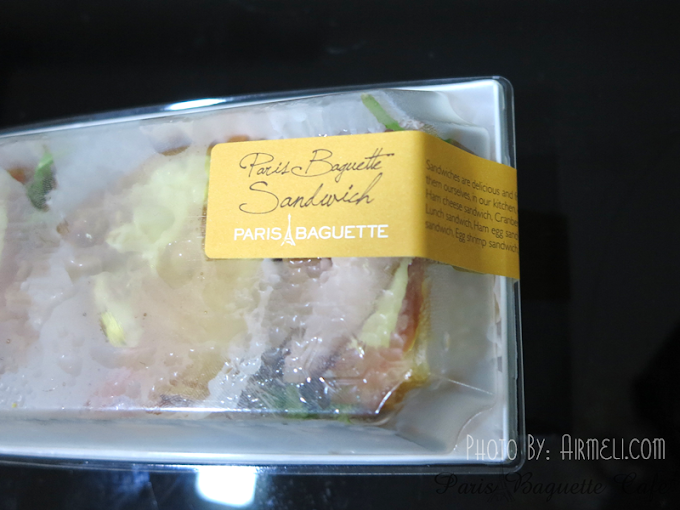 Paris Baguette
Sandwich
PARIS BAGUETTE
Sandwiches are delicious and
them ourselves, in our kitchen,
Ham cheese sandwich, Cranbe
Lunch sandwich, Ham egg sand
sandwich, Egg shrimp sandwich
PHOTO BY: AIRMELI.COM
Paris Baguette Café